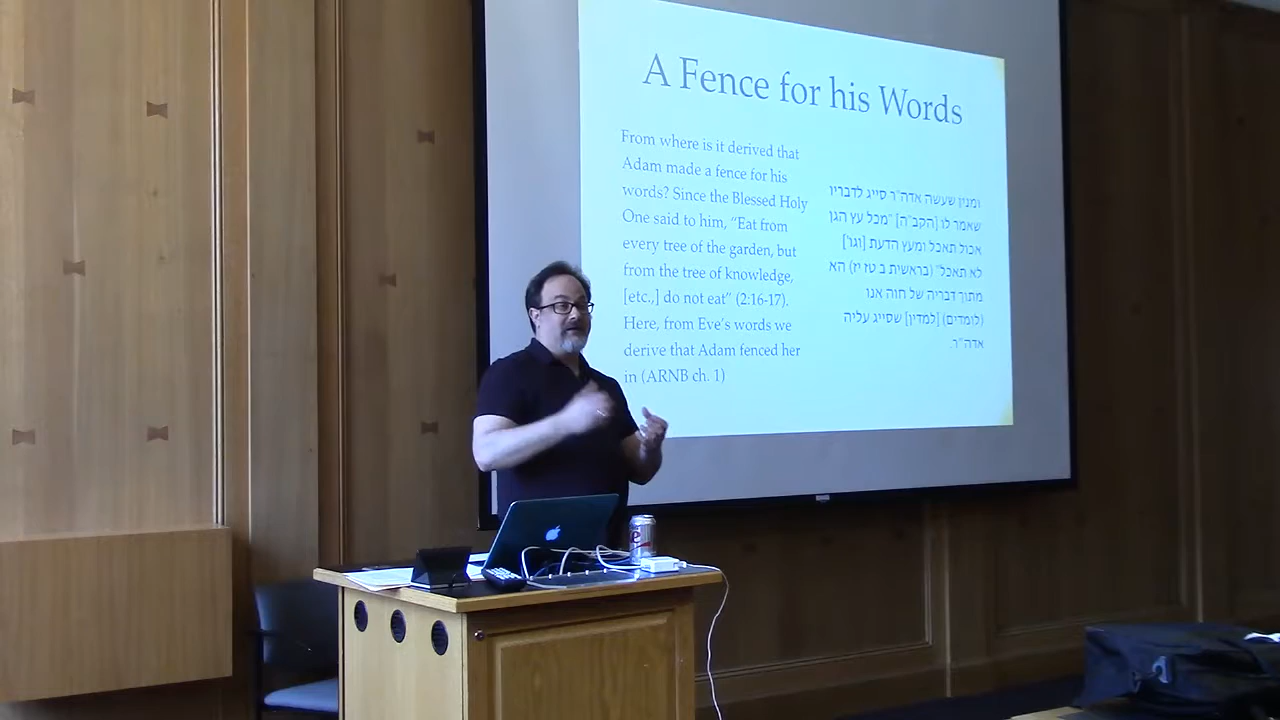 A Fence for his Words
From where is it derived that
Adam made a fence for his
words? Since the Blessed Holy
One said to him, “Eat from
every tree of the garden, but
from the tree of knowledge,
[etc.,] do not eat” (2:16-17).
Here, from Eve’s words we
derive that Adam fenced her
in (ARNB ch. 1)
ומנין שעשה אדה״ר סייג לדבריו
שאמר לו [הקב״ה] ״מכל עץ הגן
אכול תאכל ומעץ הדעת [וגו׳]
לא תאכל״ (בראשית ב טז יז) הא
מתוך דבריה של חוה אנו
(לומדים) [למדין] שסייג עליה
אדה״ר.